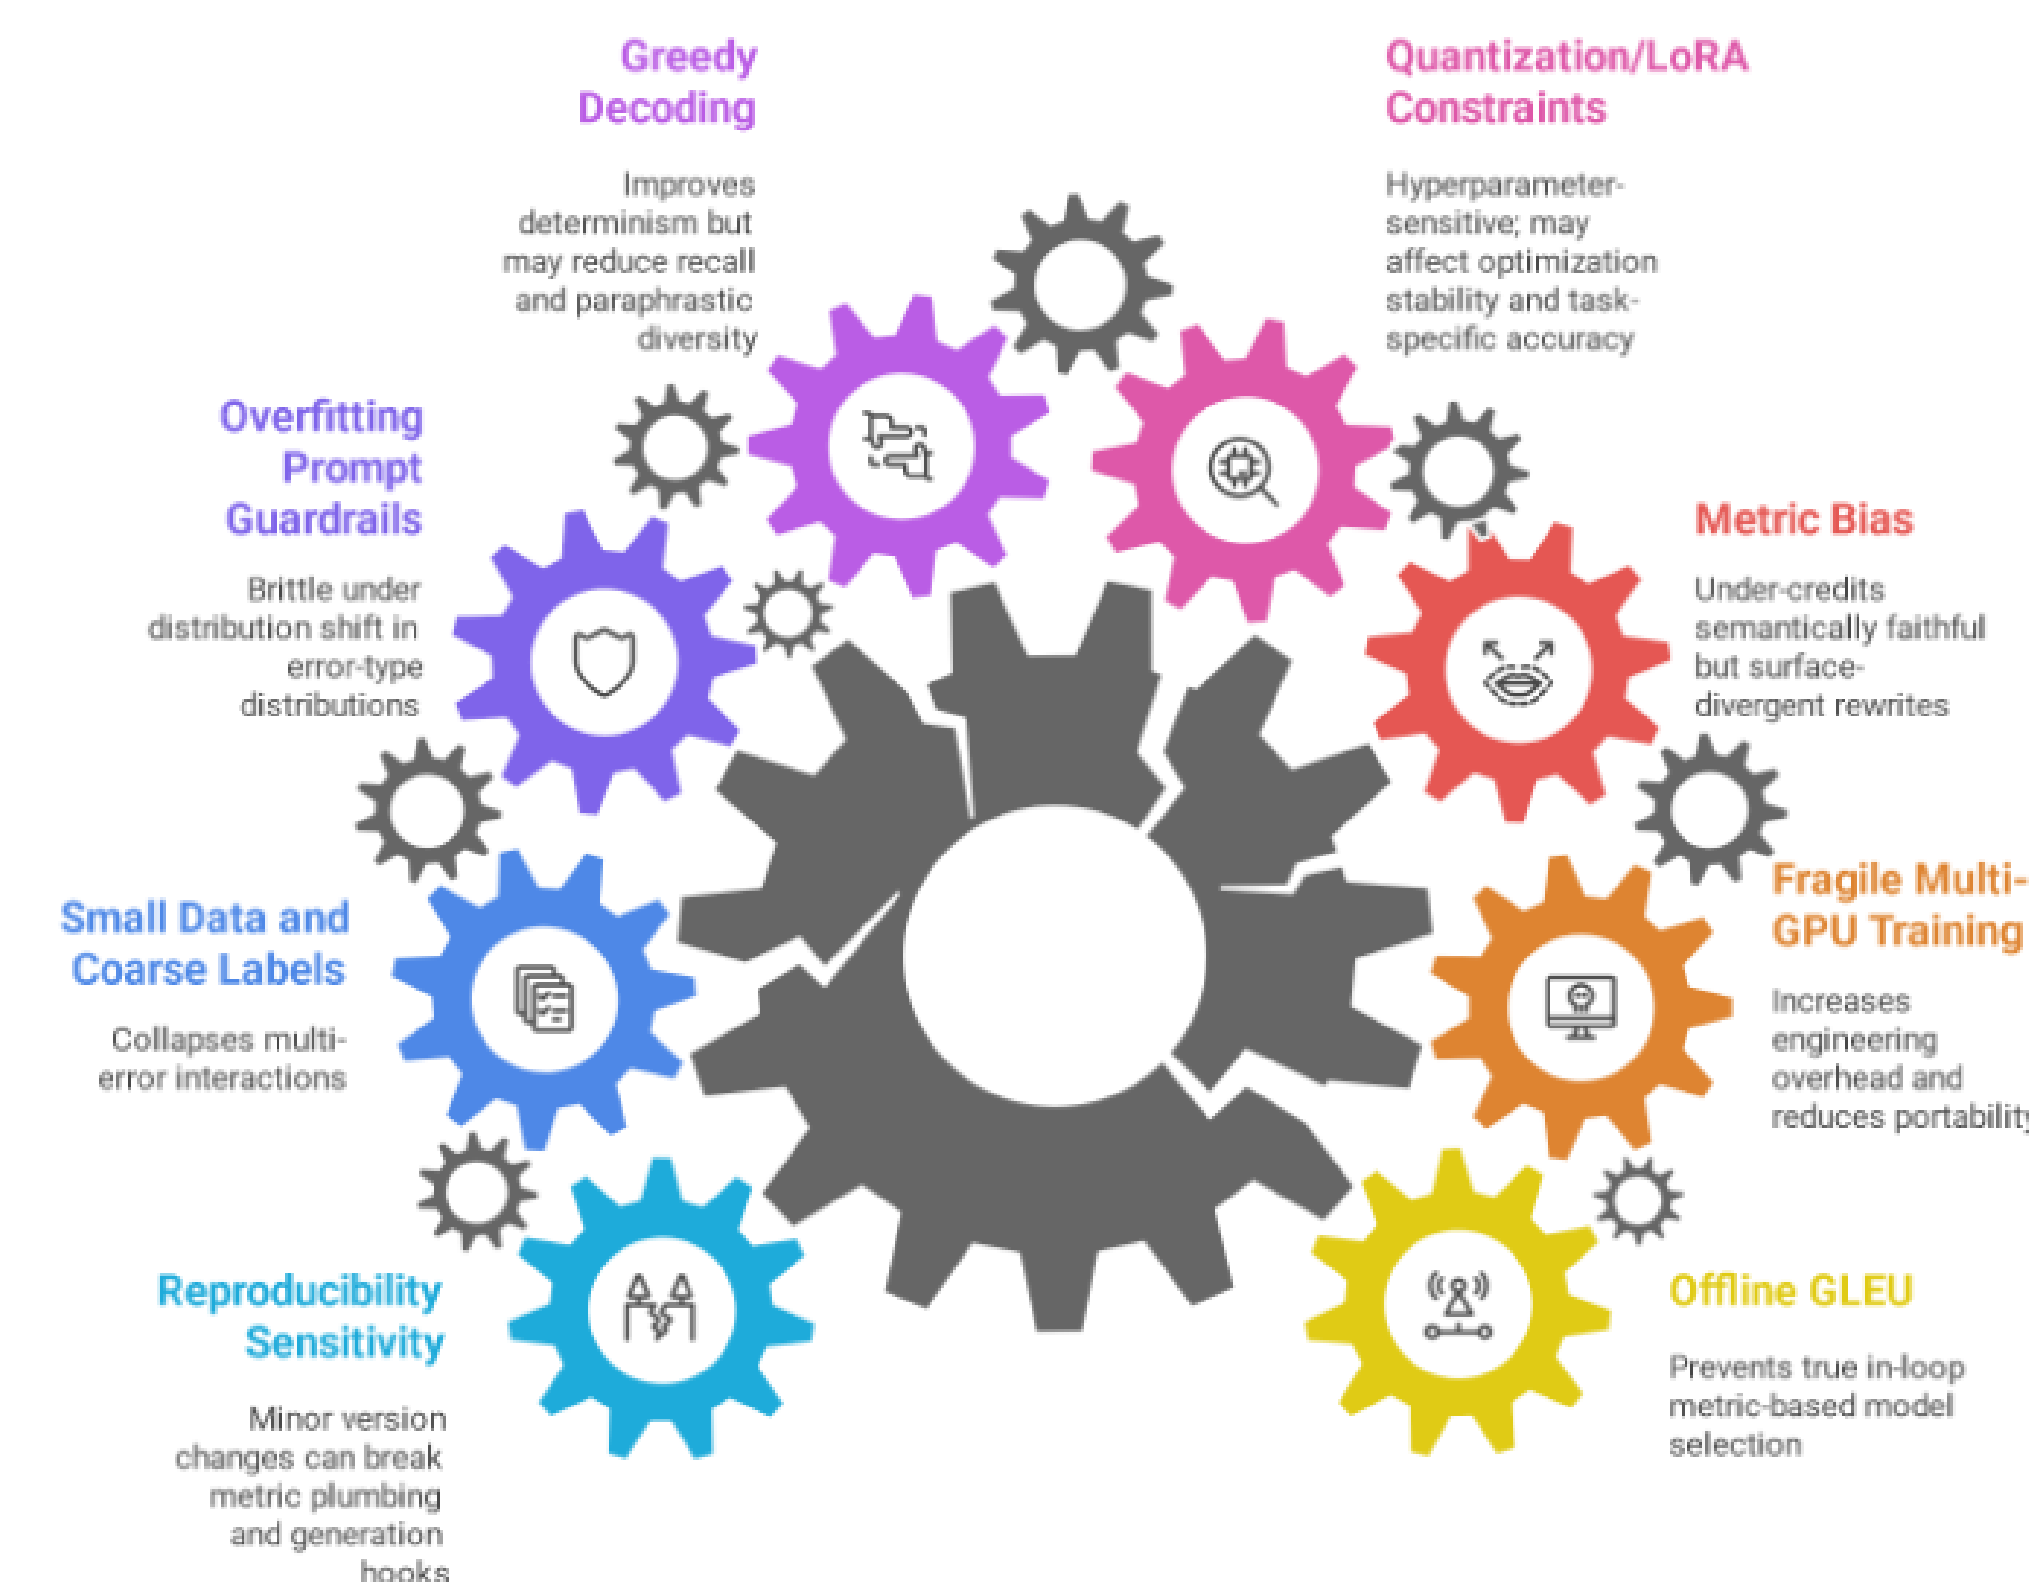 Greedy
Decoding
Improves
determinism but
may reduce recall
and paraphrastic
diversity
Quantization/LoRA
Constraints
Hyperparameter-
sensitive; may
affect optimization
stability and task-
specific accuracy
Overfitting
Prompt
Guardrails
Brittle under
distribution shift in
error-type
distributions
Metric Bias
Under-credits
semantically faithful
but surface-
divergent rewrites
Small Data and
Coarse Labels
Collapses multi-
error interactions
Fragile Multi-
GPU Training
Increases
engineering
overhead and
reduces portability
Reproducibility
Sensitivity
Minor version
changes can break
metric plumbing
and generation
hooks
Offline GLEU
Prevents true in-loop
metric-based model
selection